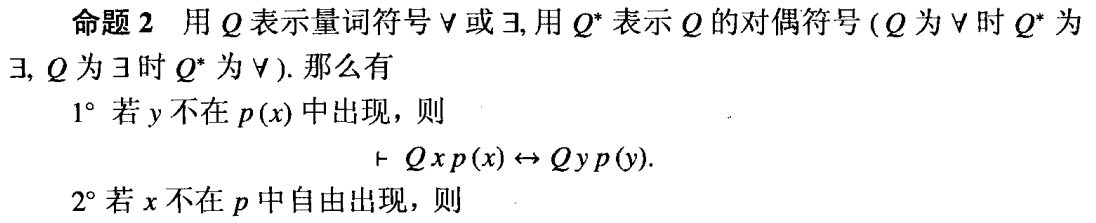 命题 2 用 Q 表示量词符号 ∀ 或 ∃, 用 Q* 表示 Q 的对偶符号 ( Q 为 ∀ 时 Q* 为
∃, Q 为 ∃ 时 Q* 为 ∀ ). 那么有
1° 若 y 不在 p (x) 中出现，则
⊢ Q x p (x) ↔ Q y p (y).
2° 若 x 不在 p 中自由出现，则